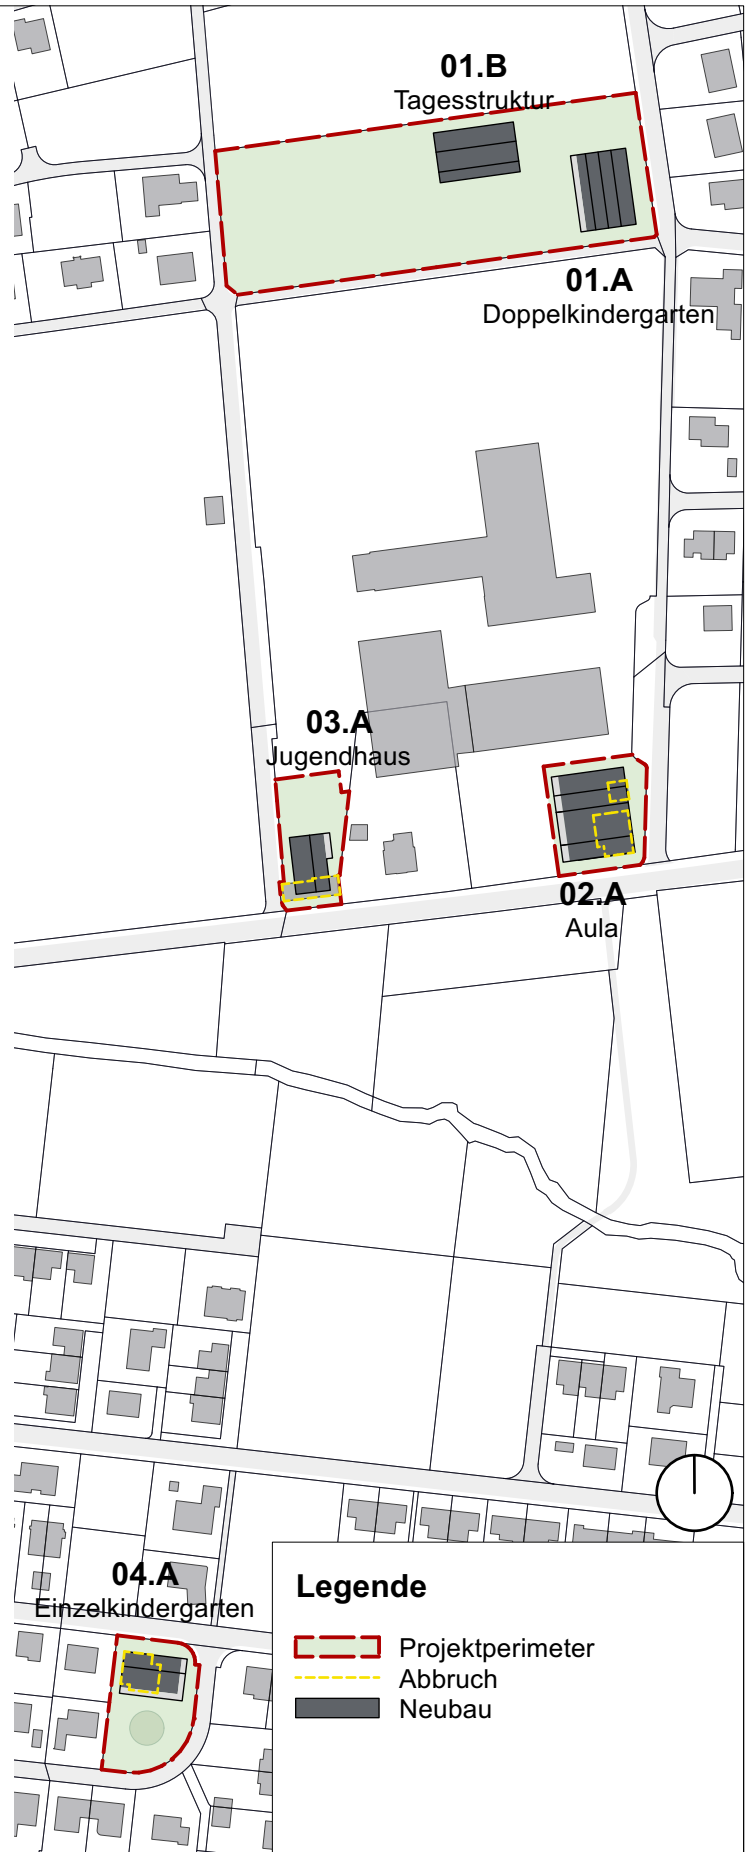 01.B
Tagesstruktur
01.A
Doppelkindergarten
03.A
Jugendhaus
02.A
Aula
04.A
Einzelkindergarten
Legende
Projektperimeter
Abbruch
Neubau